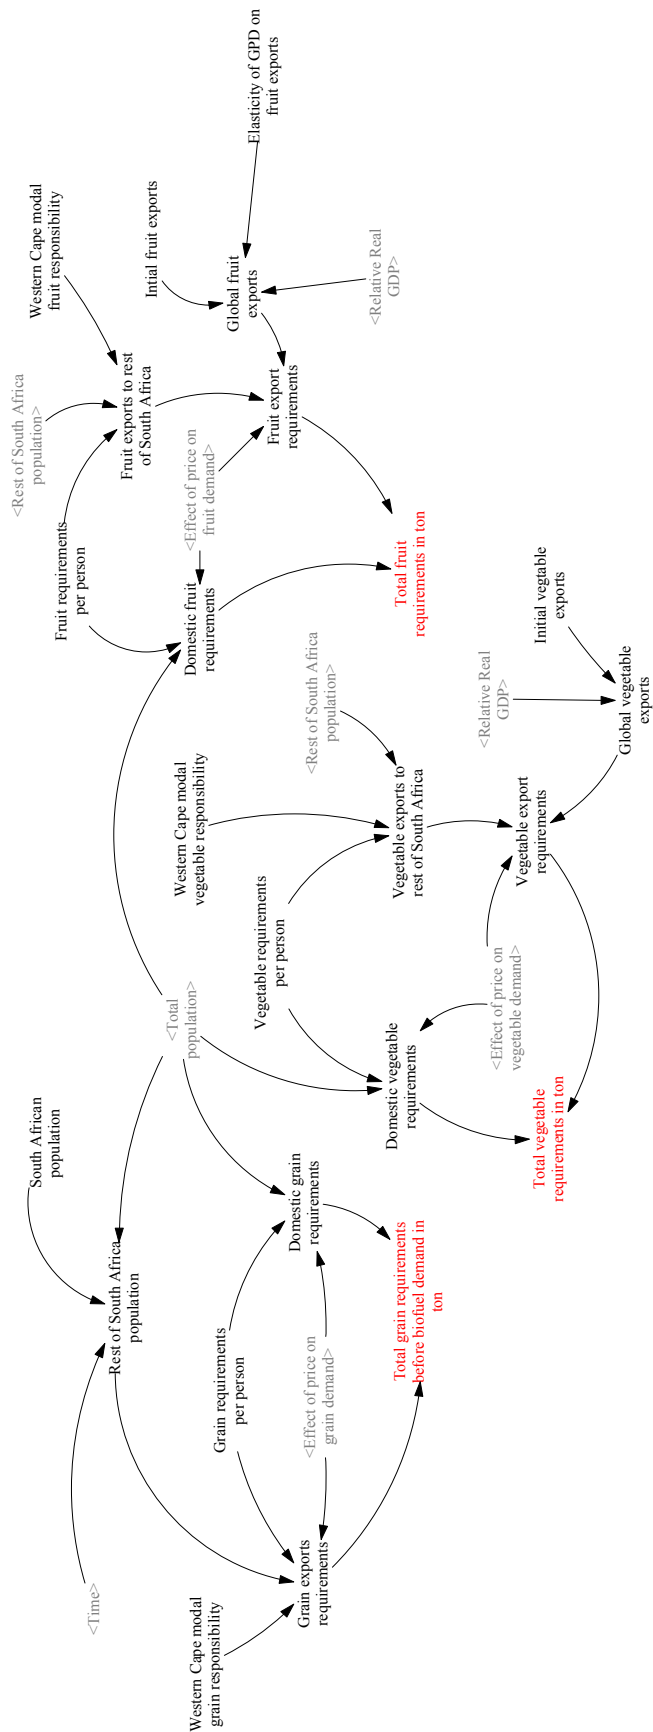 <Time>
South African
population
Rest of South Africa
population
<Total
population>
Western Cape modal
grain responsibility
Grain requirements
per person
<Effect of price on
grain demand>
Grain exports
requirements
Domestic grain
requirements
Total grain requirements
before biofuel demand in
ton
Vegetable requirements
per person
Western Cape modal
vegetable responsibility
<Rest of South Africa
population>
Domestic vegetable
requirements
Vegetable exports to
rest of South Africa
<Effect of price on
vegetable demand>
Vegetable export
requirements
<Relative Real
GDP>
Initial vegtable
exports
Global vegetable
exports
Total vegetable
requirements in ton
Fruit requirements
per person
<Rest of South Africa
population>
Western Cape modal
fruit responsibility
Fruit exports to rest
of South Africa
Intial fruit exports
Elasticity of GPD on
fruit exports
Domestic fruit
requirements
<Effect of price on
fruit demand>
Global fruit
exports
Fruit export
requirements
<Relative Real
GDP>
Total fruit
requirements in ton